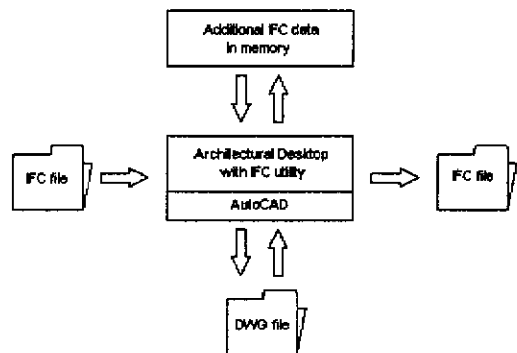 Additional IFC data
in memory
Architectural Desktop
with IFC utility
AutoCAD
IFC file
IFC file
DWG file